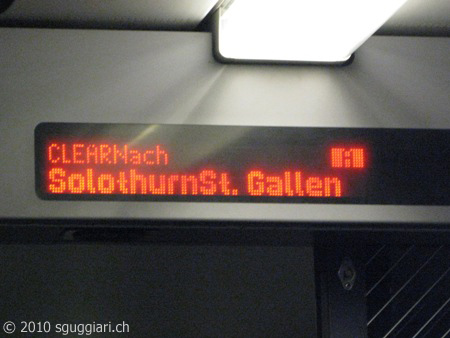 CLEARNach
SolothurnSt. Gallen
© 2010 sguggiari.ch